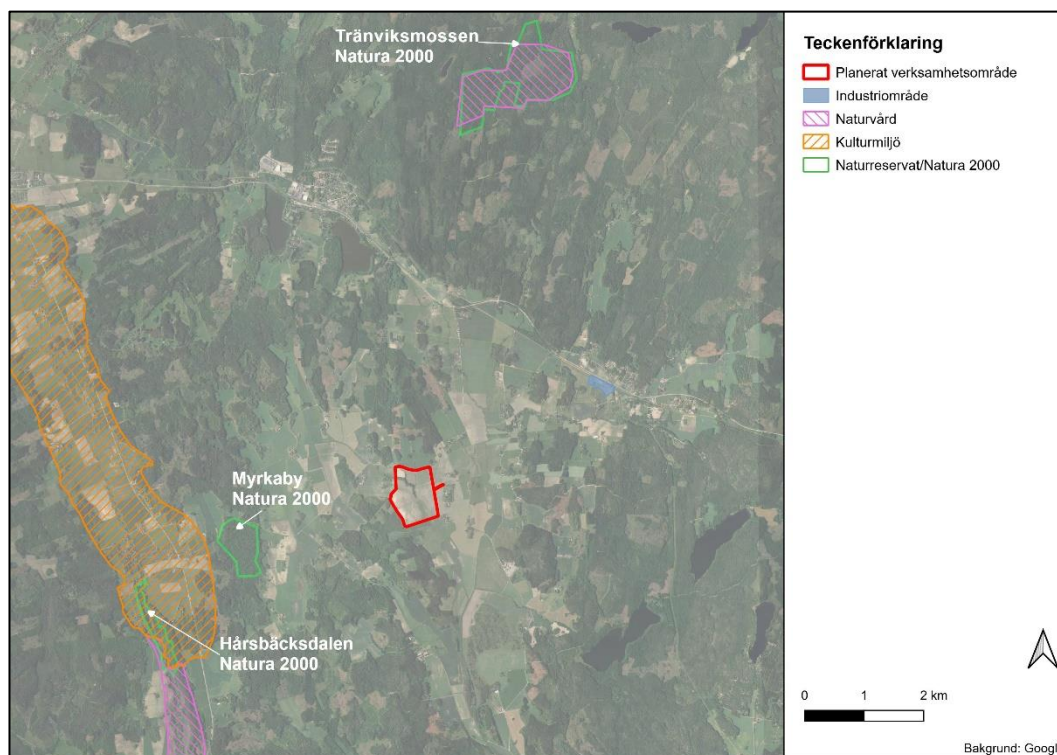 Tränviksmossen
Natura 2000
Myrkaby
Natura 2000
Hårsbäcksdalen
Natura 2000
Teckenförklaring
Planerat verksamhetsområde
Industriområde
Naturvård
Kulturmiljö
Naturreservat/Natura 2000
0 1 2 km
Bakgrund: Googl